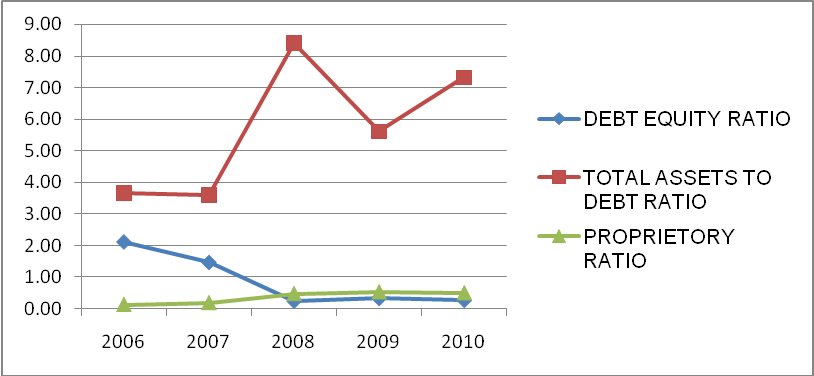 9.00
8.00
7.00
6.00
5.00
4.00
3.00
2.00
1.00
0.00
2006 2007 2008 2009 2010
DEBT EQUITY RATIO
TOTAL ASSETS TO
DEBT RATIO
PROPRIETORY
RATIO